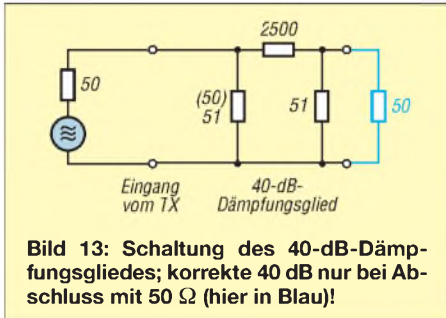 2500
50
(50)
51
51
50
Eingang
vom TX
40-dB-
Dämpfungsglied
Bild 13: Schaltung des 40-dB-Dämp-
fungsgliedes; korrekte 40 dB nur bei Ab-
schluss mit 50 Ω (hier in Blau)!